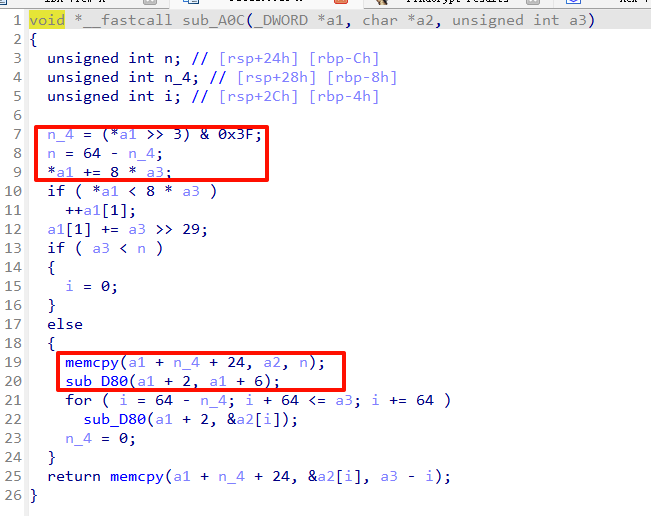 1 void *__fastcall sub_A0C(_DWORD *a1, char *a2, unsigned int a3)
2 {
3 unsigned int n; // [rsp+24h] [rbp-Ch]
4 unsigned int n_4; // [rsp+28h] [rbp-8h]
5 unsigned int i; // [rsp+2Ch] [rbp-4h]
6
7 n_4 = (*a1 >> 3) & 0x3F;
8 n = 64 - n_4;
9 *a1 += 8 * a3;
10 if ( *a1 < 8 * a3 )
11 ++a1[1];
12 a1[1] += a3 >> 29;
13 if ( a3 < n )
14 {
15 i = 0;
16 }
17 else
18 {
19 memcpy(a1 + n_4 + 24, a2, n);
20 sub_D80(a1 + 2, a1 + 6);
21 for ( i = 64 - n_4; i + 64 <= a3; i += 64 )
22 sub_D80(a1 + 2, &a2[i]);
23 n_4 = 0;
24 }
25 return memcpy(a1 + n_4 + 24, &a2[i], a3 - i);
26 }